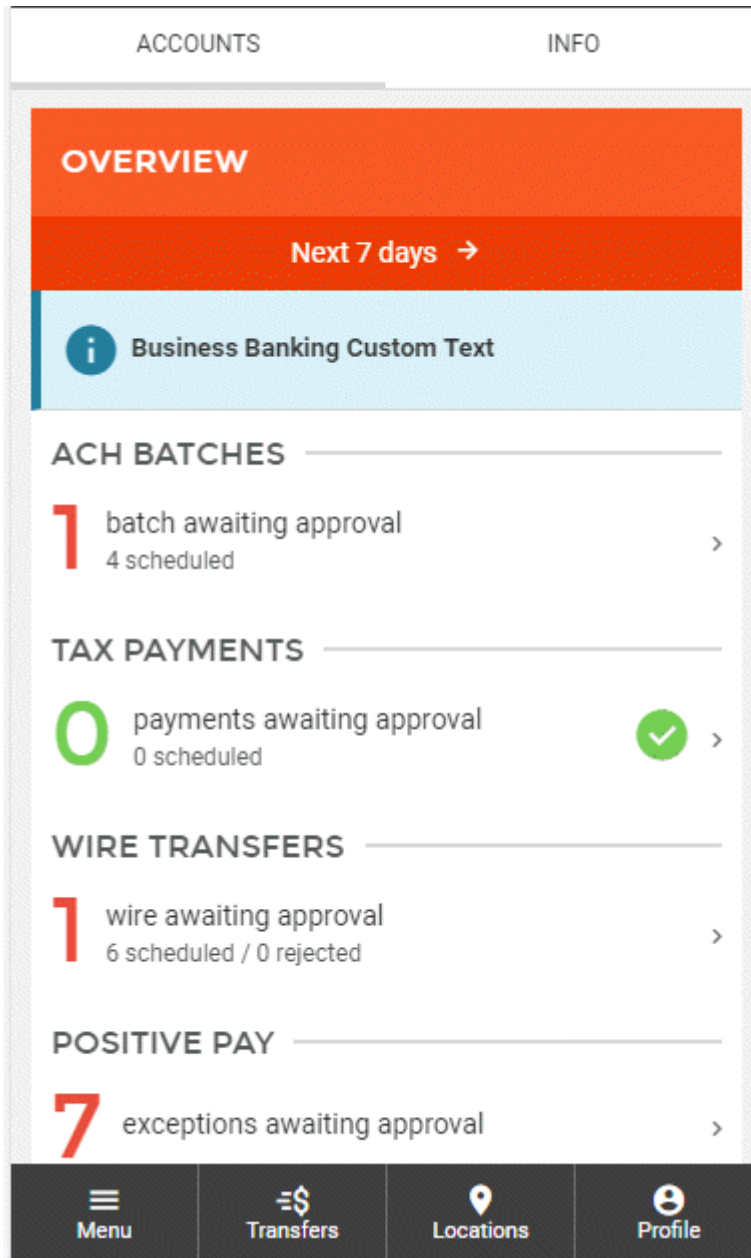 ACCOUNTS INFO
OVERVIEW
Next 7 days →
Business Banking Custom Text
ACH BATCHES
1 batch awaiting approval
4 scheduled
TAX PAYMENTS
0 payments awaiting approval
0 scheduled
WIRE TRANSFERS
1 wire awaiting approval
6 scheduled / 0 rejected
POSITIVE PAY
7 exceptions awaiting approval
Menu Transfers Locations Profile